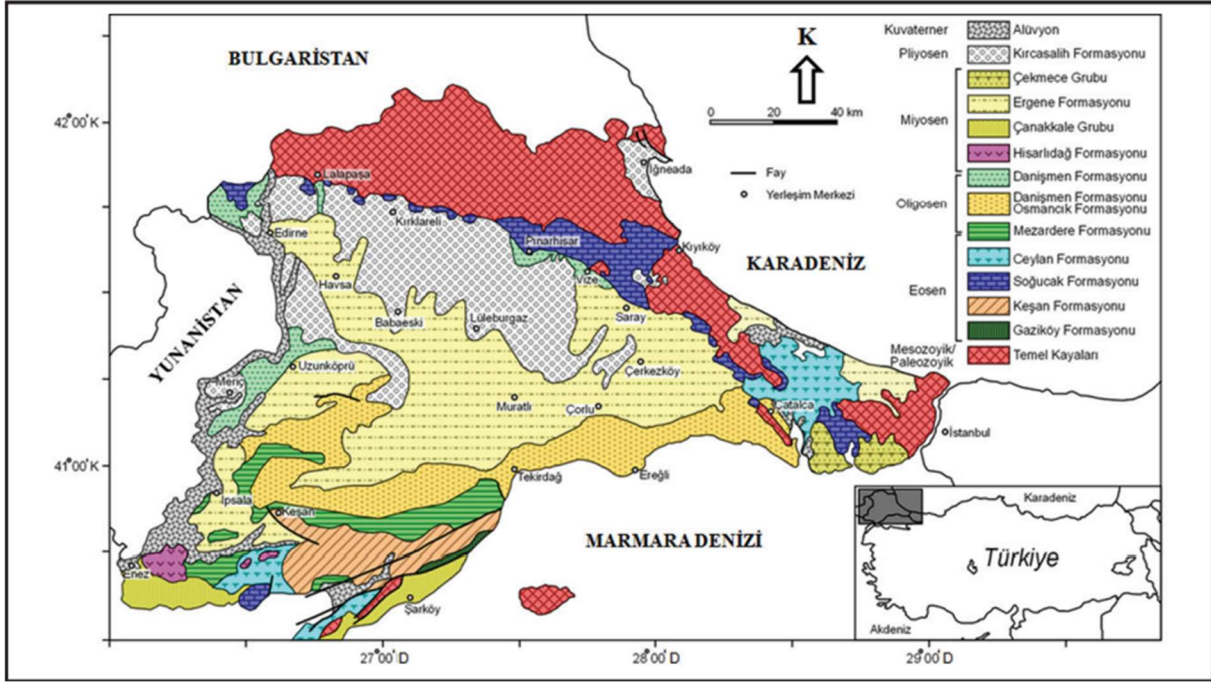 BULGARİSTAN
YUNANİSTAN
KARADENİZ
MARMARA DENİZİ
K
0 20 40 km
Fay
Yerleşim Merkezi
Kuvaterner
Alüvyon
Pliyosen
Kırcasalih Formasyonu
Miyosen
Çekmece Grubu
Ergene Formasyonu
Çanakkale Grubu
Hisarlıdağ Formasyonu
Oligosen
Danişmen Formasyonu
Danişmen Formasyonu
Osmancık Formasyonu
Mezardere Formasyonu
Eosen
Ceylan Formasyonu
Soğucak Formasyonu
Keşan Formasyonu
Gaziköy Formasyonu
Mesozoyik/
Paleozoyik
Temel Kayaları
42°00'K
41°00'K
27°00'D
28°00'D
29°00'D
Lalapaşa
İğneada
Kırklareli
Edirne
Pınarhisar
Kıyıköy
Vize
Havsa
Babaeski
Lüleburgaz
Saray
Uzunköprü
Çerkezköy
Meriç
Muratlı
Çorlu
Çatalca
İstanbul
Tekirdağ
Ereğli
İpsala
Keşan
Enez
Şarköy
Karadeniz
Türkiye
Akdeniz